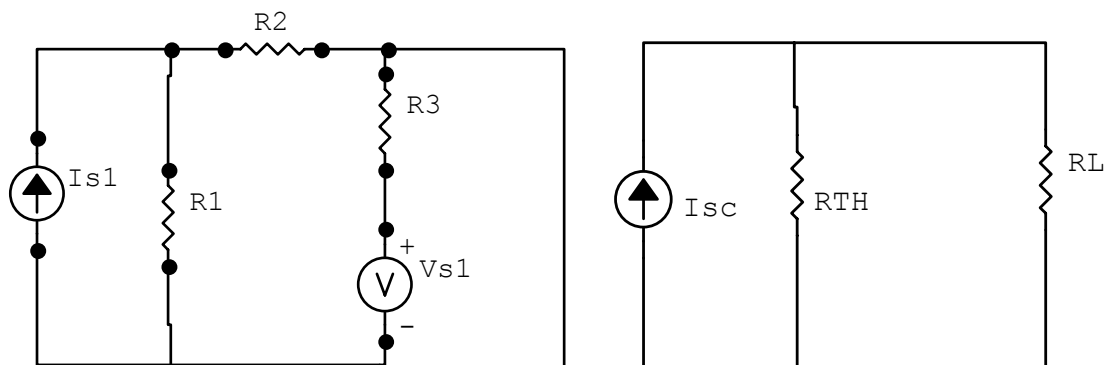 R2
R3
Is1
R1
+
Vs1
V
-
Isc
RTH
RL